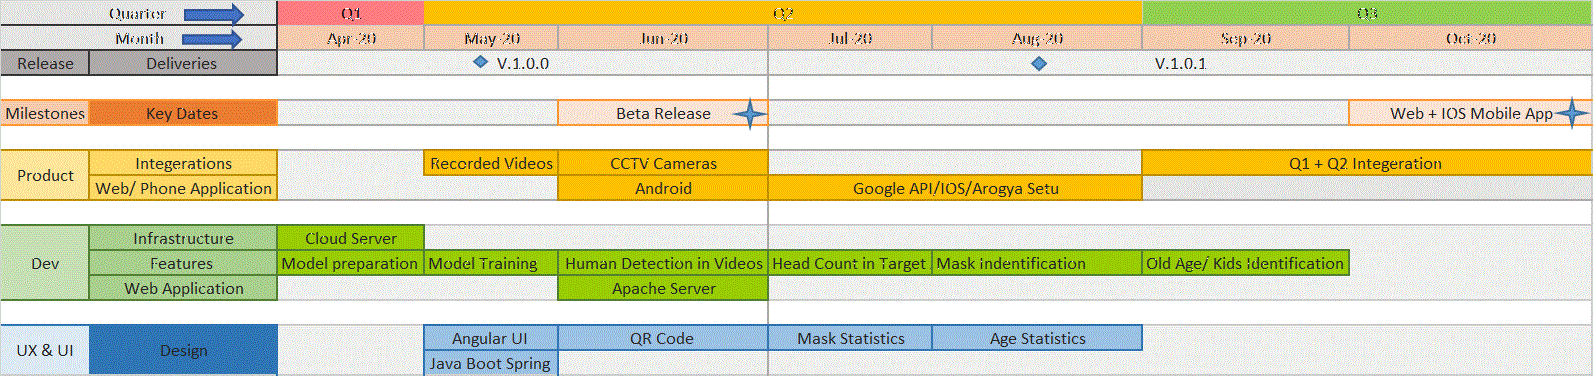 Quarter Q1 Q2 Q3
Month Apr-20 May-20 Jun-20 Jul-20 Aug-20 Sep-20 Oct-20
Release Deliveries V.1.0.0 V.1.0.1
Milestones Key Dates Beta Release Web + IOS Mobile App
Product
Integerations Recorded Videos CCTV Cameras Q1 + Q2 Integeration
Web/ Phone Application Android Google API/IOS/Arogya Setu
Infrastructure Cloud Server
Dev Features Model preparation Model Training Human Detection in Videos Head Count in Target Mask indentification Old Age/ Kids Identification
Web Application Apache Server
UX & UI Design
Angular UI QR Code Mask Statistics Age Statistics
Java Boot Spring